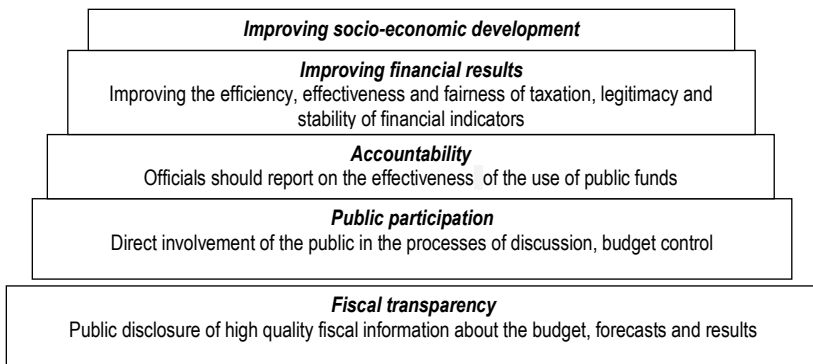 Improving socio-economic development
Improving financial results
Improving the efficiency, effectiveness and fairness of taxation, legitimacy and
stability of financial indicators
Accountability
Officials should report on the effectiveness of the use of public funds
Public participation
Direct involvement of the public in the processes of discussion, budget control
Fiscal transparency
Public disclosure of high quality fiscal information about the budget, forecasts and results